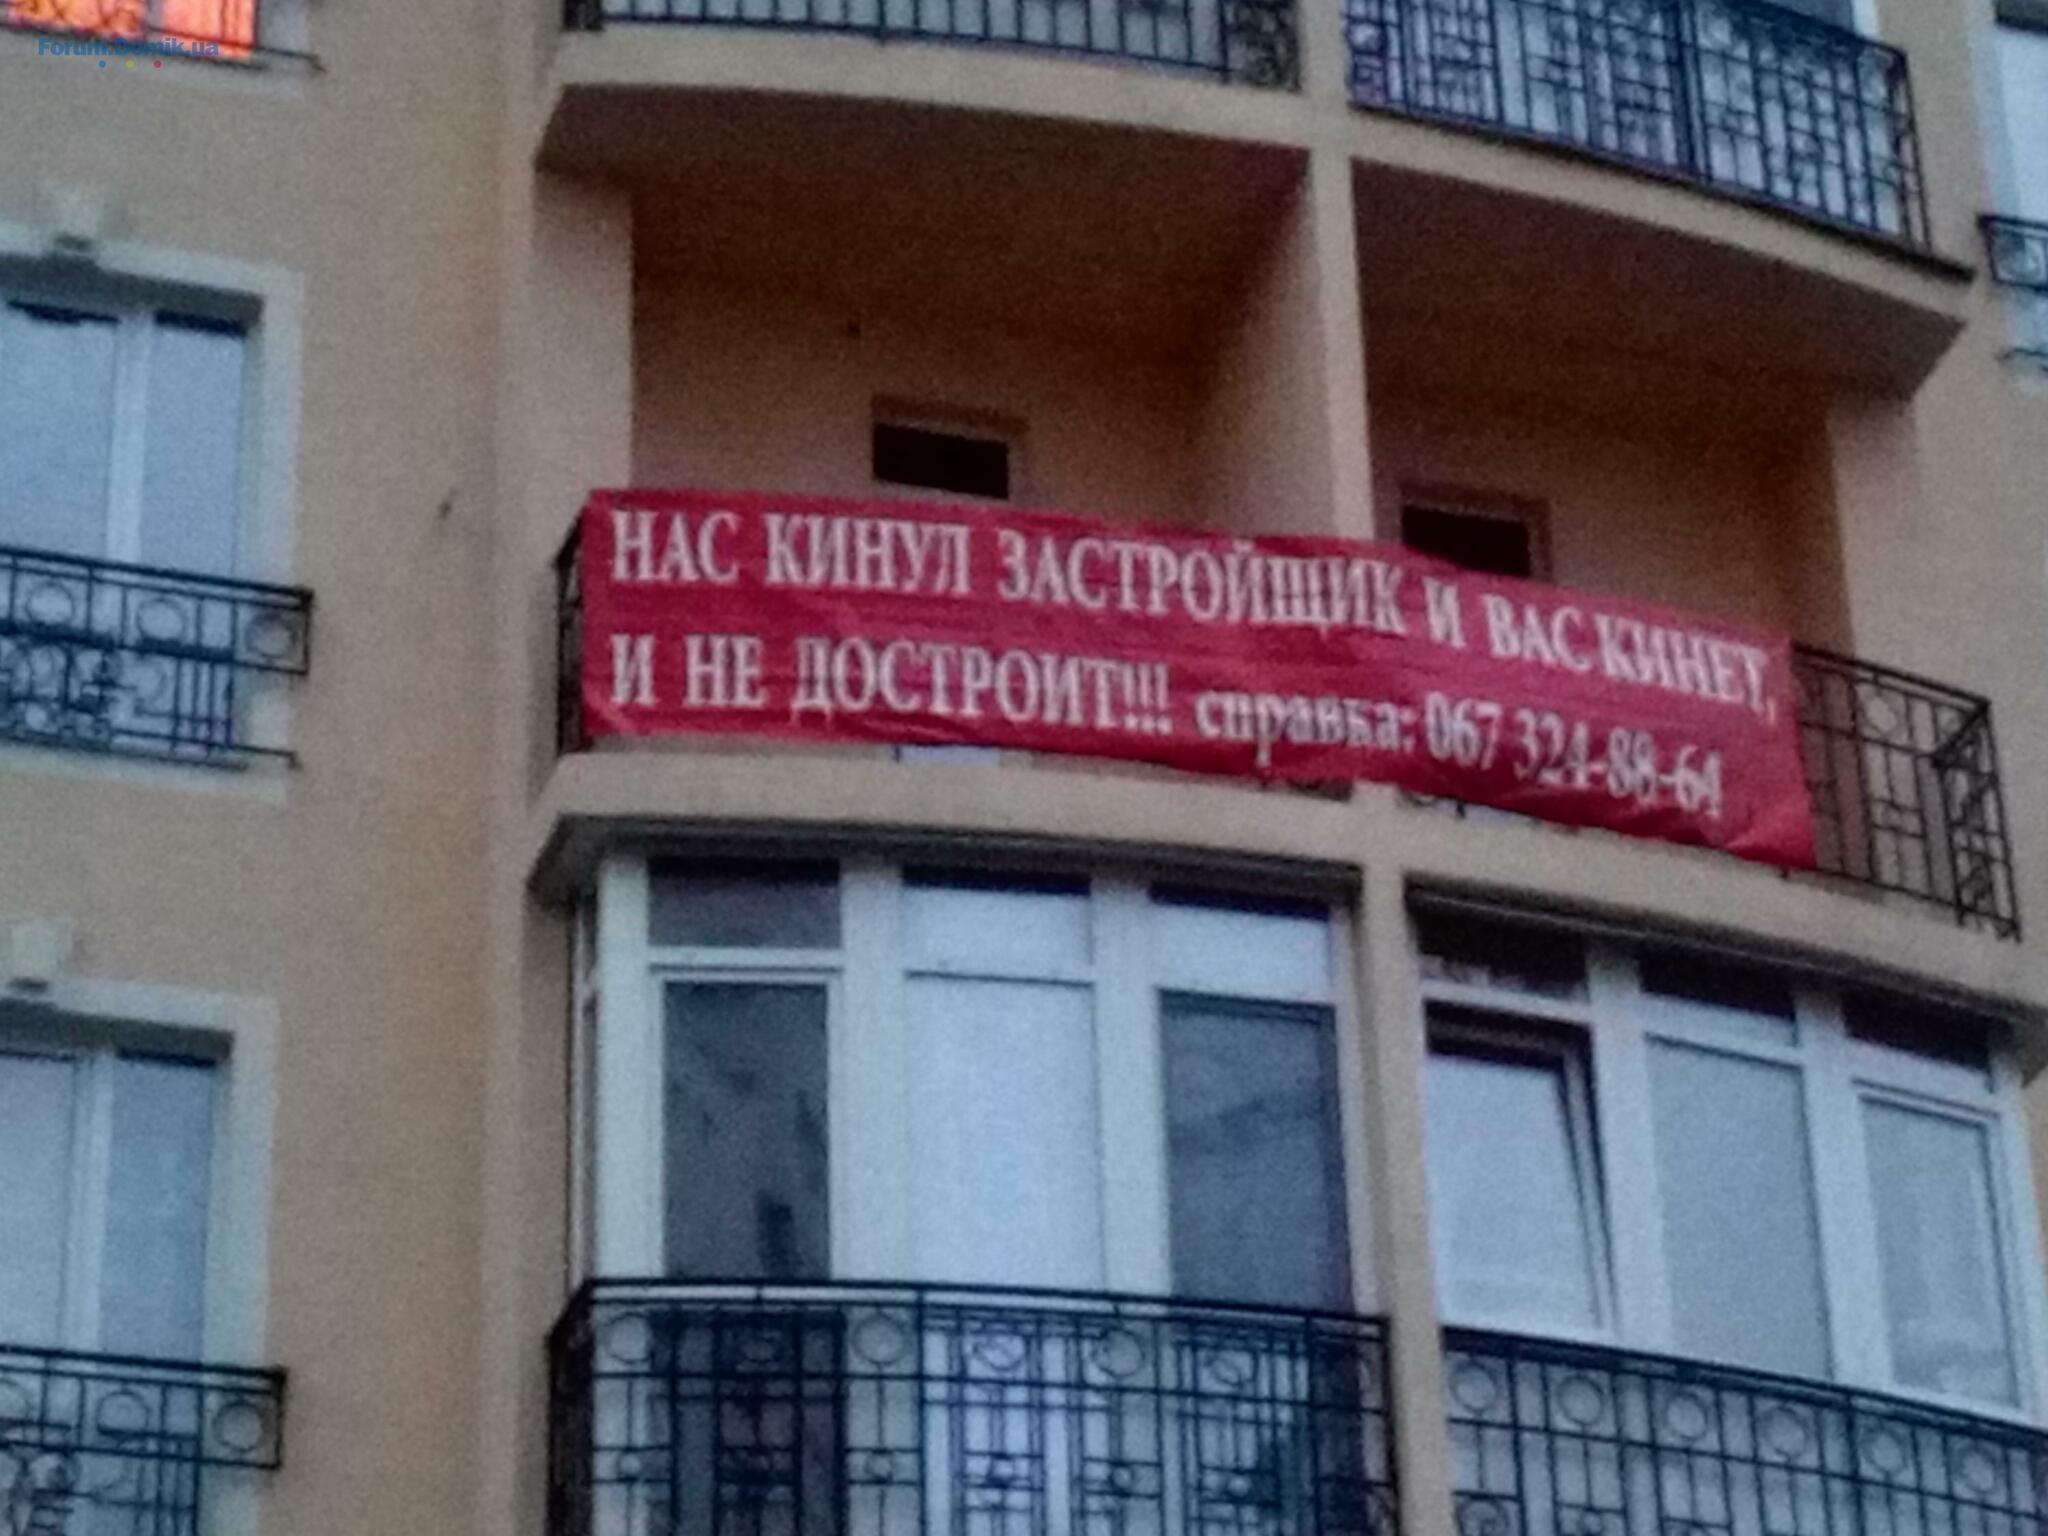 Forum.Domik.ua
НАС КИНУЛ ЗАСТРОЙЩИК И ВАС КИНЕТ,
И НЕ ДОСТРОИТ!!! справка: 067 324-88-64